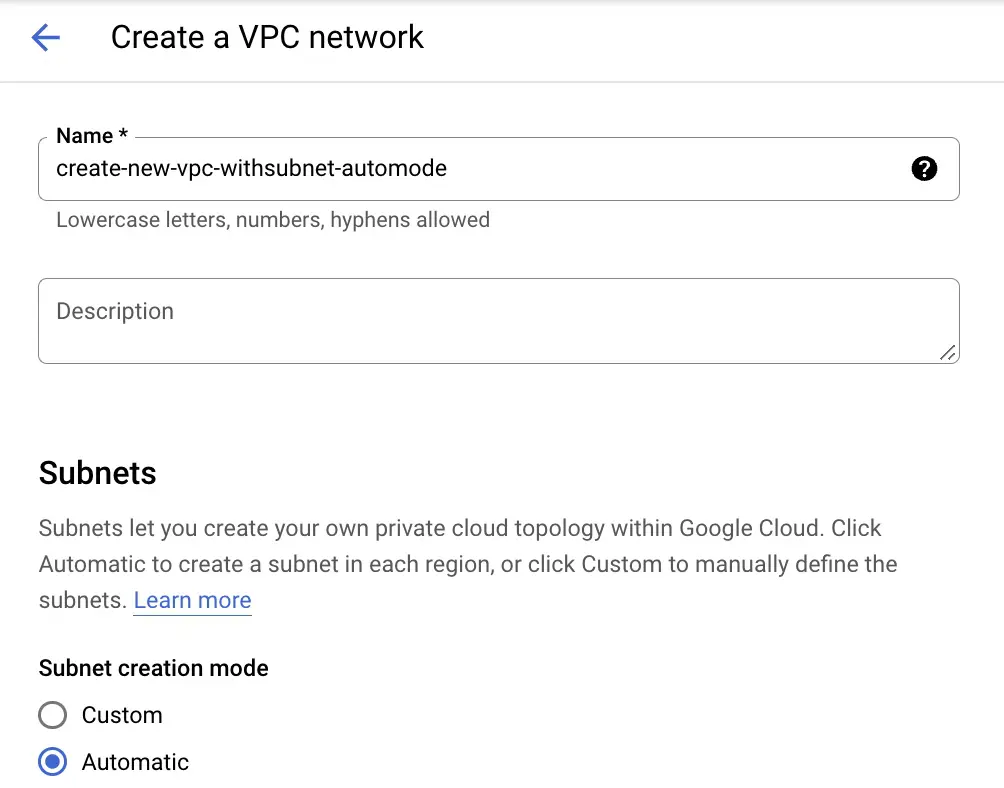 Create a VPC network
Name *
create-new-vpc-withsubnet-automode
?
Lowercase letters, numbers, hyphens allowed
Description
Subnets
Subnets let you create your own private cloud topology within Google Cloud. Click
Automatic to create a subnet in each region, or click Custom to manually define the
subnets. Learn more
Subnet creation mode
Custom
Automatic